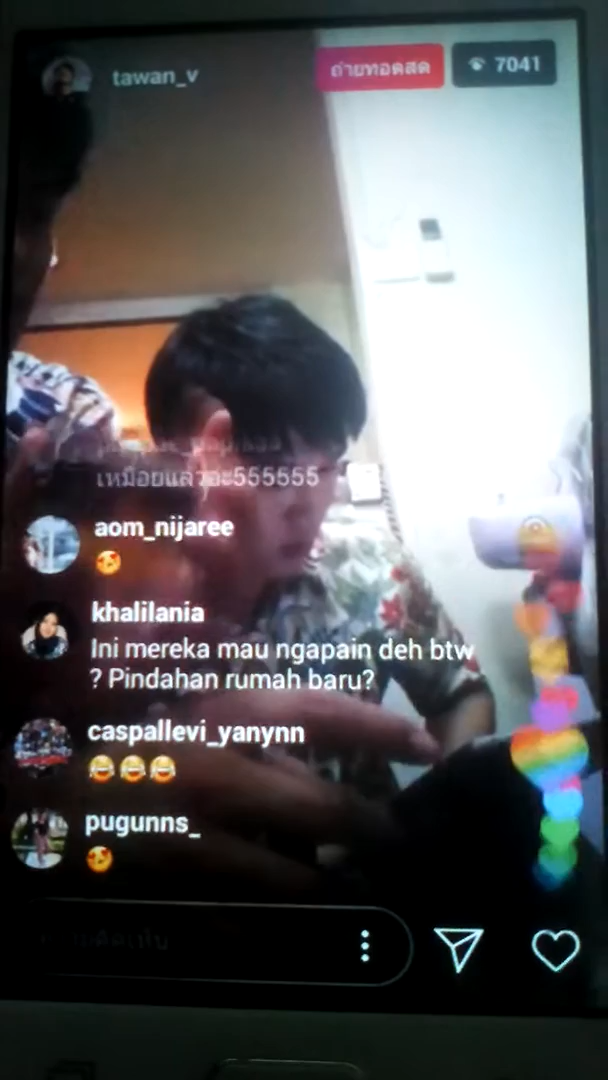 tawan_v
ถ่ายทอดสด
7041
เหมือยแล้วอะ555555
aom_nijaree
😍
khalilania
Ini mereka mau ngapain deh btw
? Pindahan rumah baru?
caspallevi_yanynn
😂😂😂
pugunns_
😍